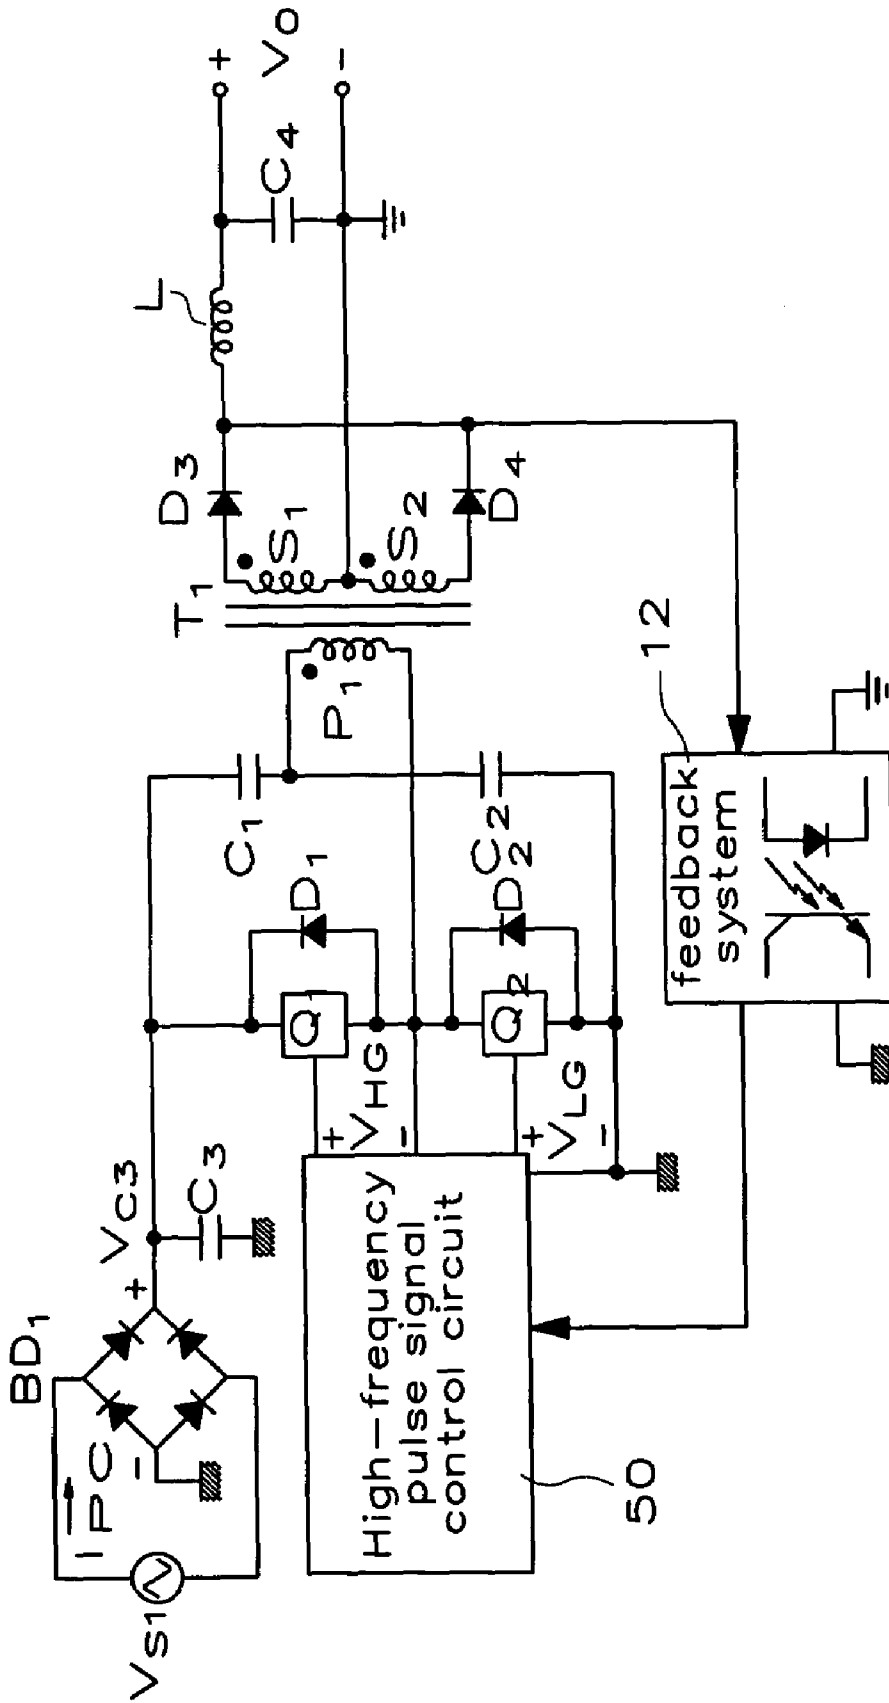 VS1
IPC
BD1
+
-
VC3
C3
High-frequency
pulse signal
control circuit
50
+
VHG
-
+
VLG
-
Q1
Q2
D1
D2
C1
C2
P1
T1
S1
S2
D3
D4
L
C4
+
VO
-
feedback
system
12